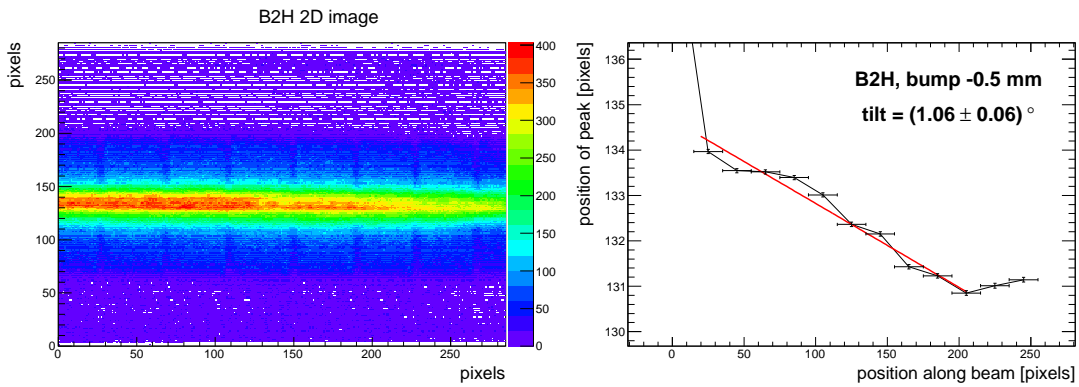 B2H 2D image
pixels
250
200
150
100
50
0
0 50 100 150 200 250
pixels
400
350
300
250
200
150
100
50
0
position of peak [pixels]
136
135
134
133
132
131
130
B2H, bump -0.5 mm
tilt = (1.06 ± 0.06) °
0 50 100 150 200 250
position along beam [pixels]